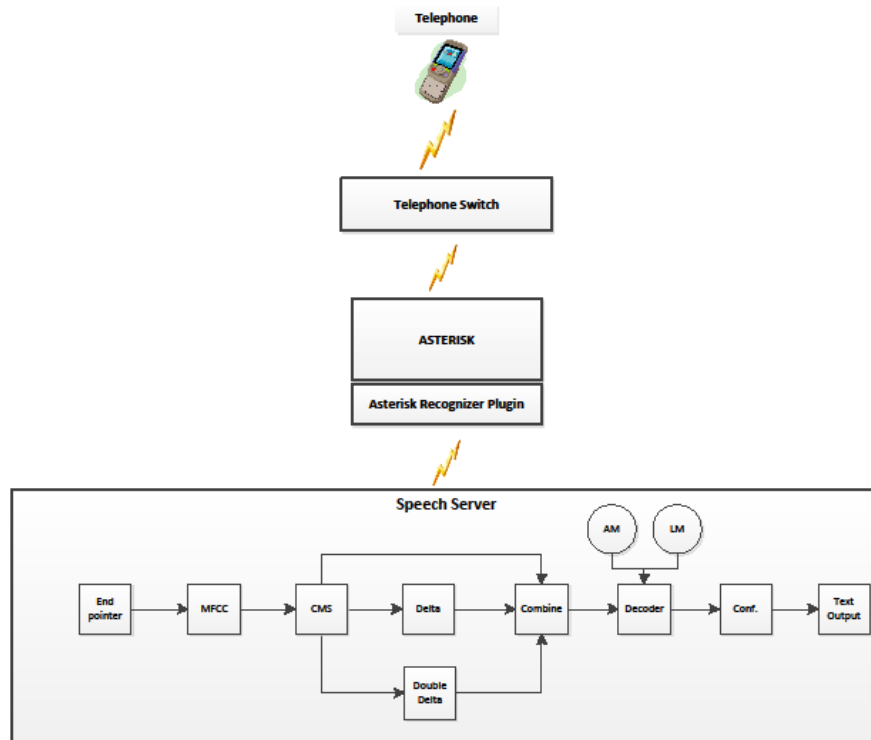 Telephone
Telephone Switch
ASTERISK
Asterisk Recognizer Plugin
Speech Server
AM
LM
End
pointer
MFCC
CMS
Delta
Combine
Decoder
Conf.
Text
Output
Double
Delta